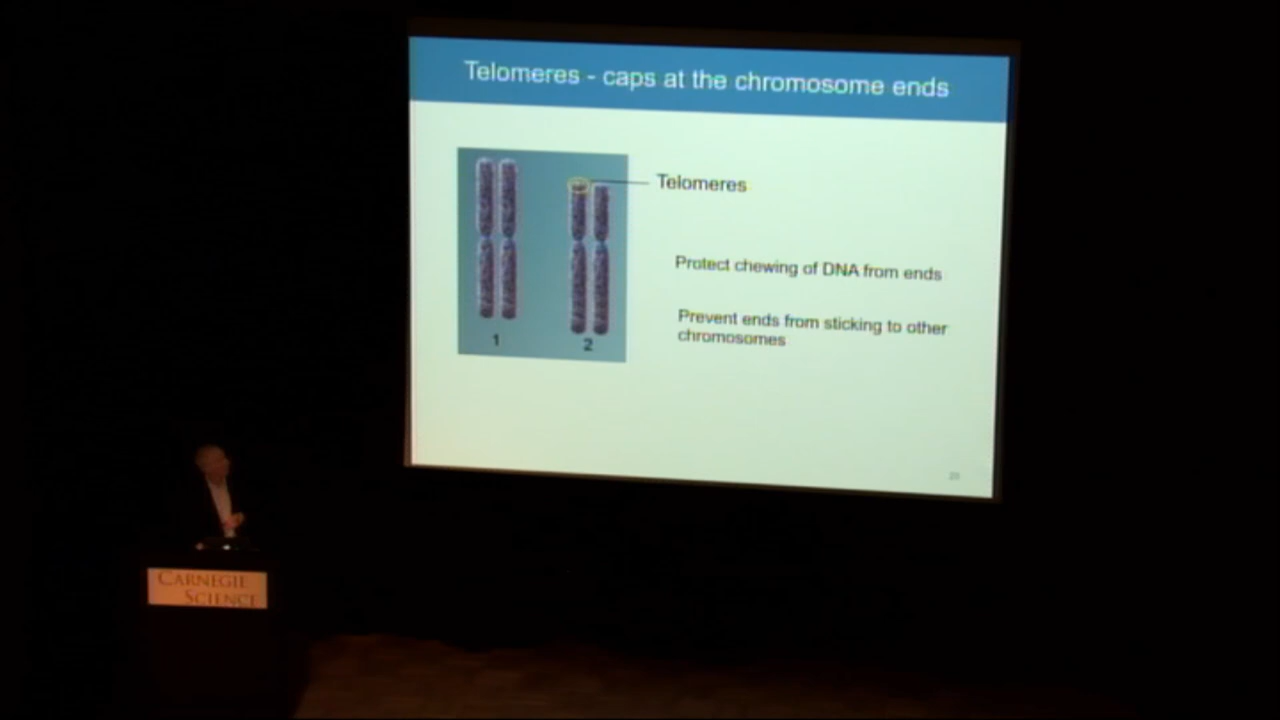 Telomeres - caps at the chromosome ends
Telomeres
Protect chewing of DNA from ends
Prevent ends from sticking to other
chromosomes
1
2
CARNEGIE
SCIENCE